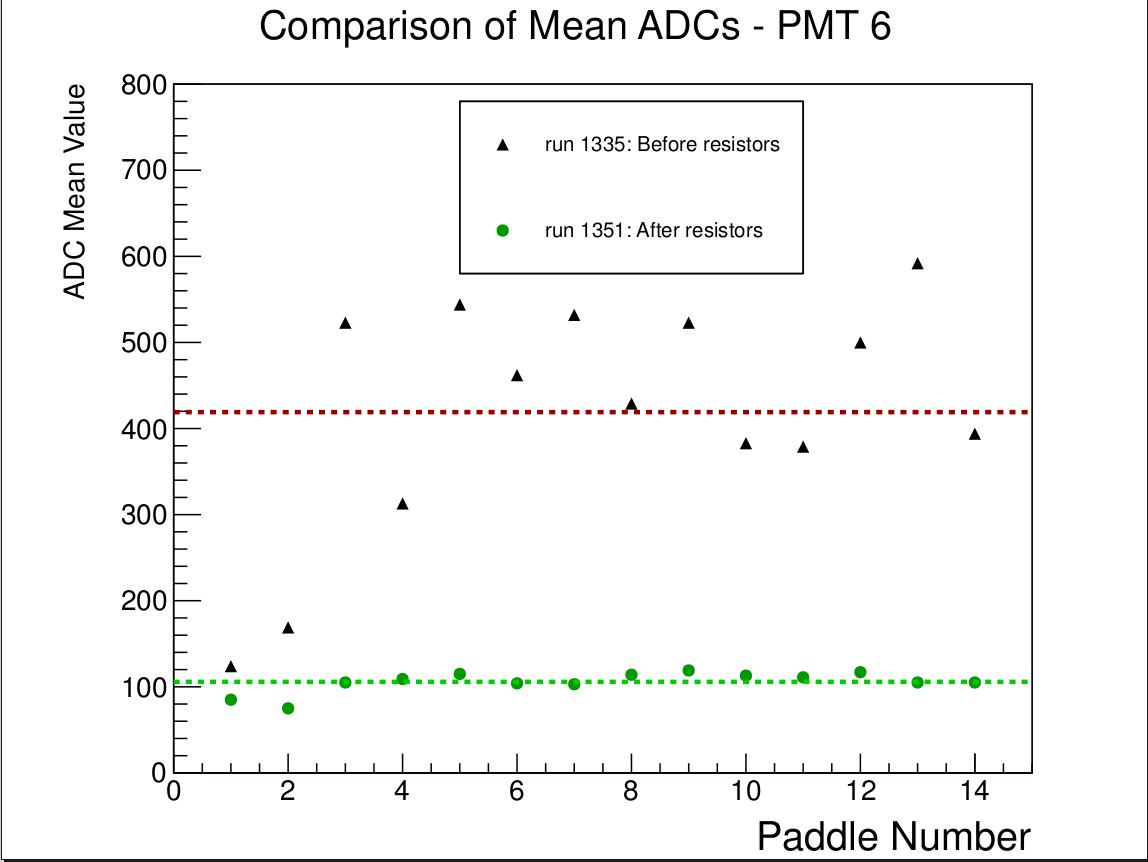 Comparison of Mean ADCs - PMT 6
ADC Mean Value
800
700
600
500
400
300
200
100
0
run 1335: Before resistors
run 1351: After resistors
0 2 4 6 8 10 12 14
Paddle Number